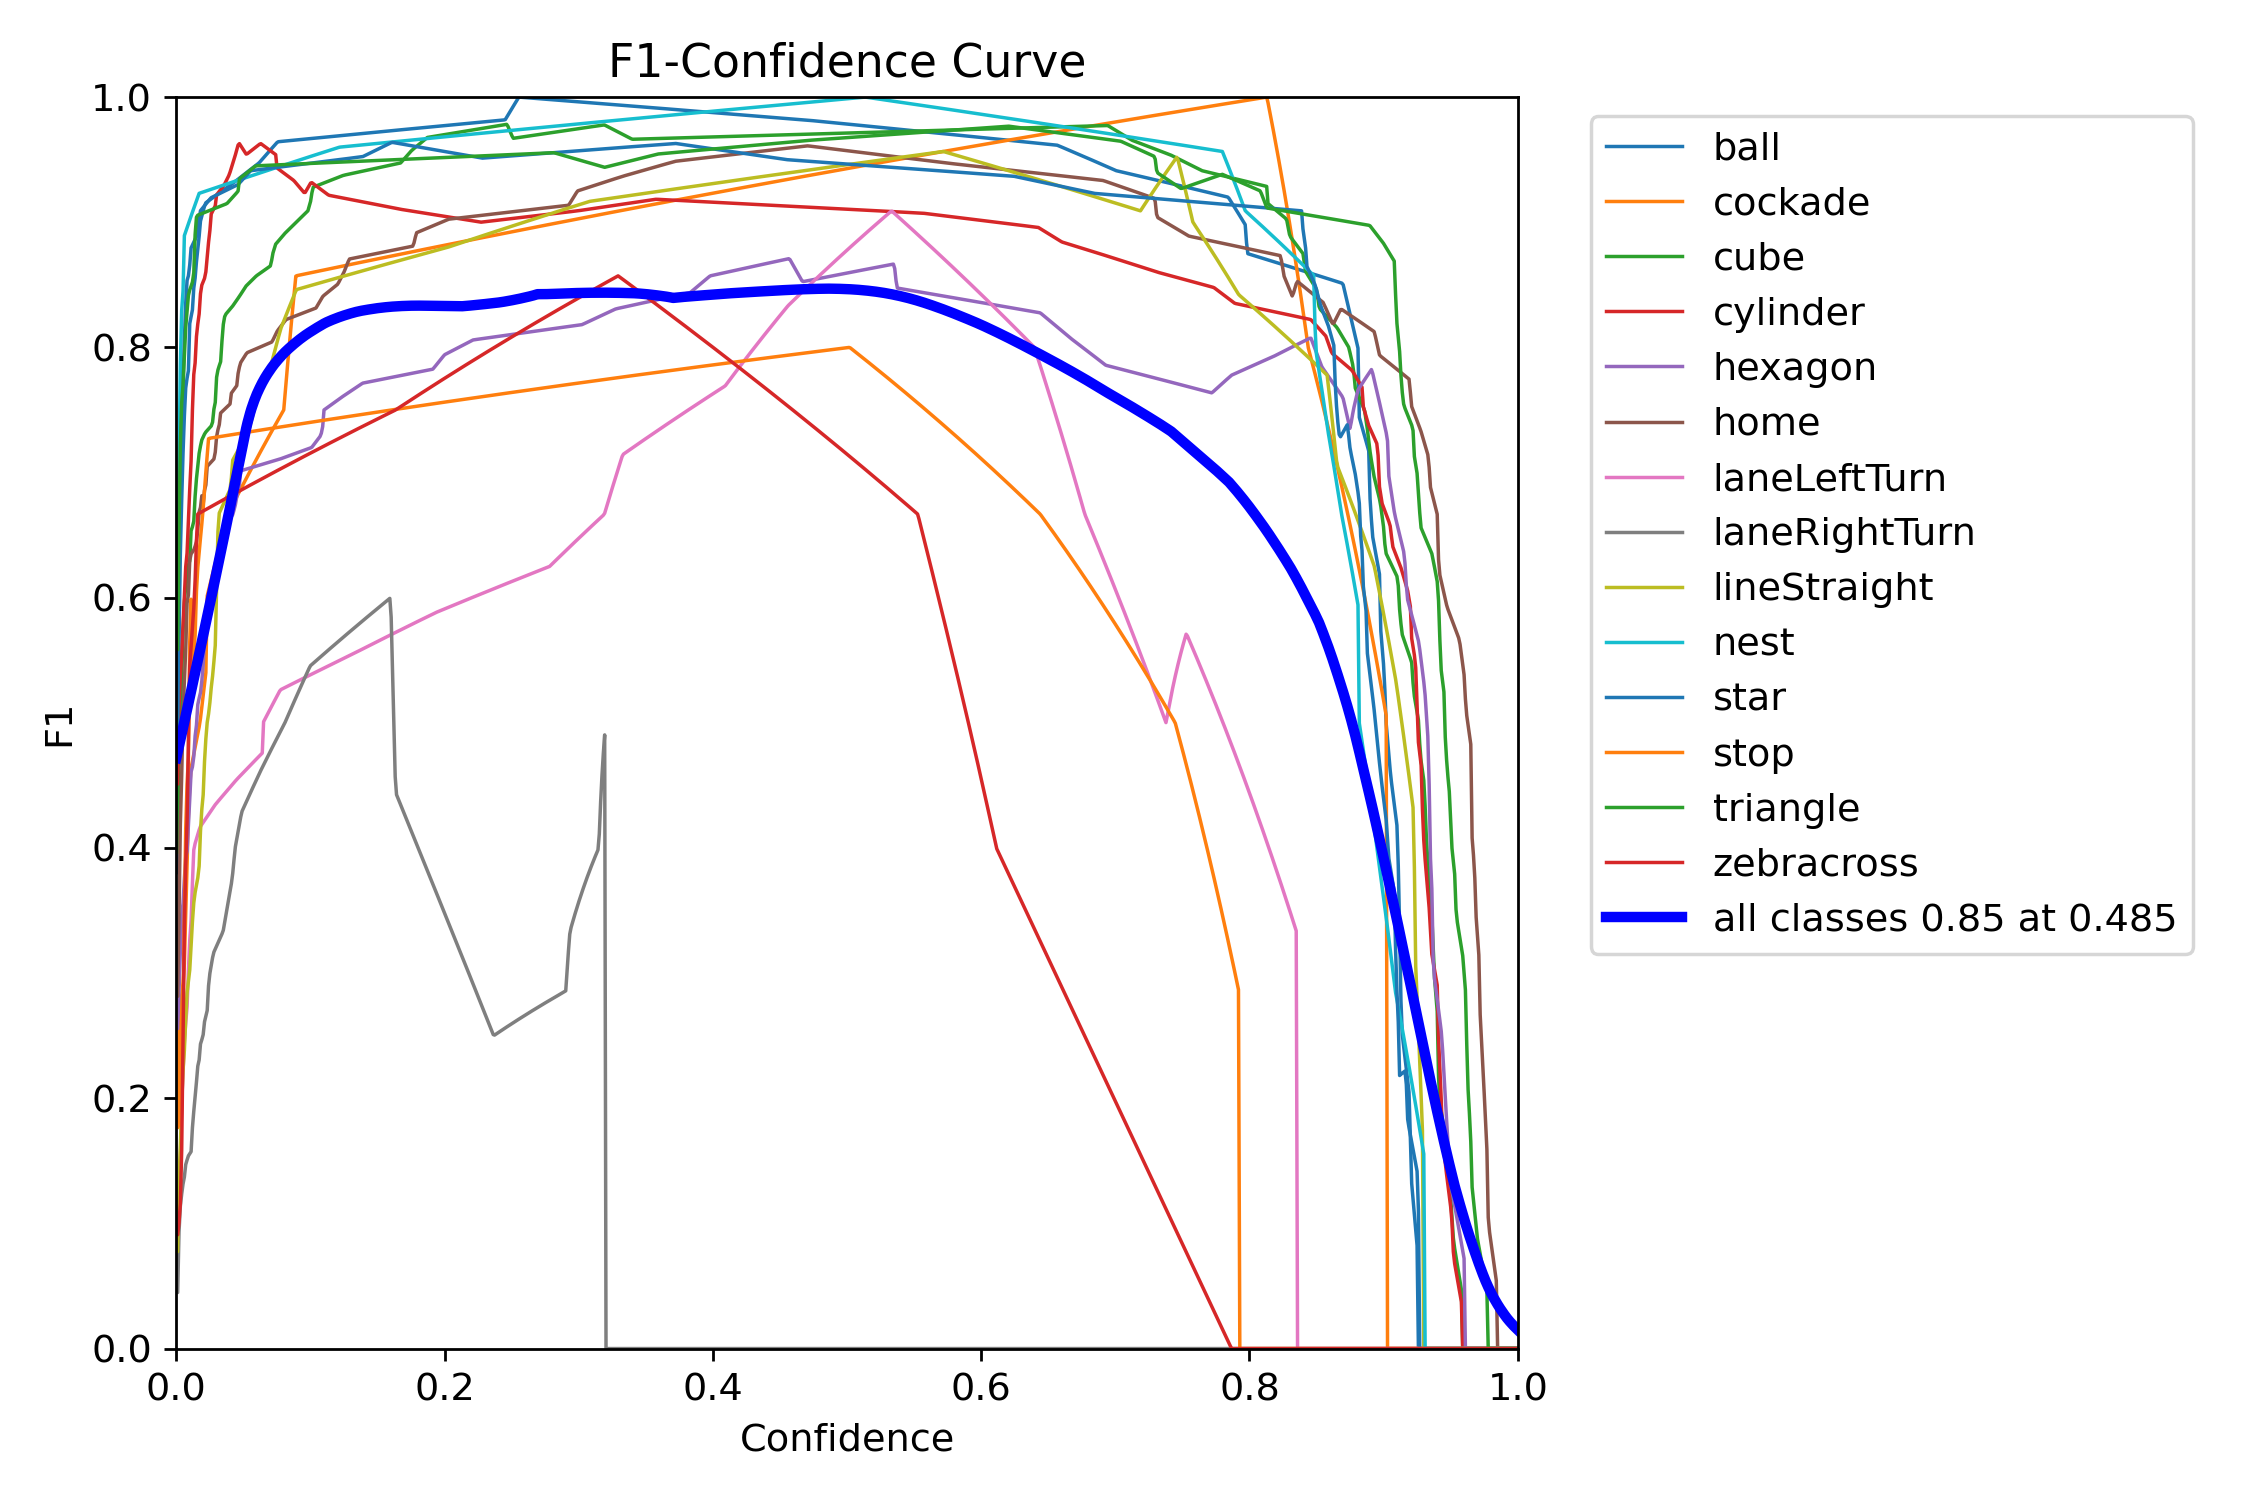 F1-Confidence Curve
1.0
0.8
0.6
0.4
0.2
0.0
F1
0.0 0.2 0.4 0.6 0.8 1.0
Confidence
ball
cockade
cube
cylinder
hexagon
home
laneLeftTurn
laneRightTurn
lineStraight
nest
star
stop
triangle
zebracross
all classes 0.85 at 0.485